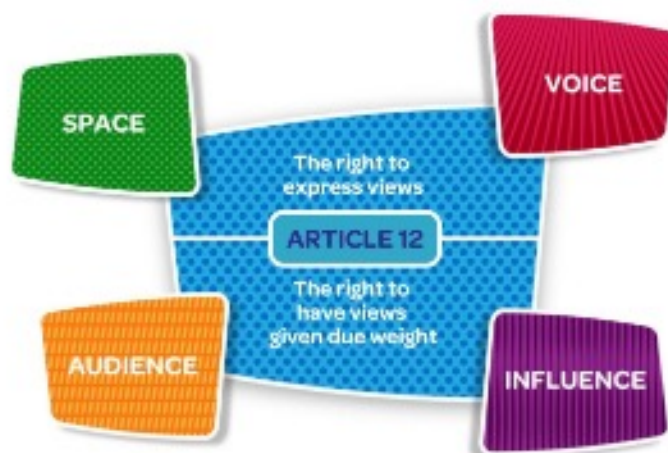 SPACE
VOICE
The right to
express views
ARTICLE 12
The right to
have views
given due weight
AUDIENCE
INFLUENCE